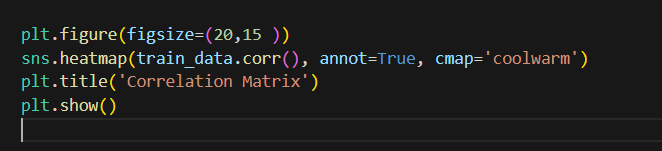 plt.figure(figsize=(20,15 ))
sns.heatmap(train_data.corr(), annot=True, cmap='coolwarm')
plt.title('Correlation Matrix')
plt.show()